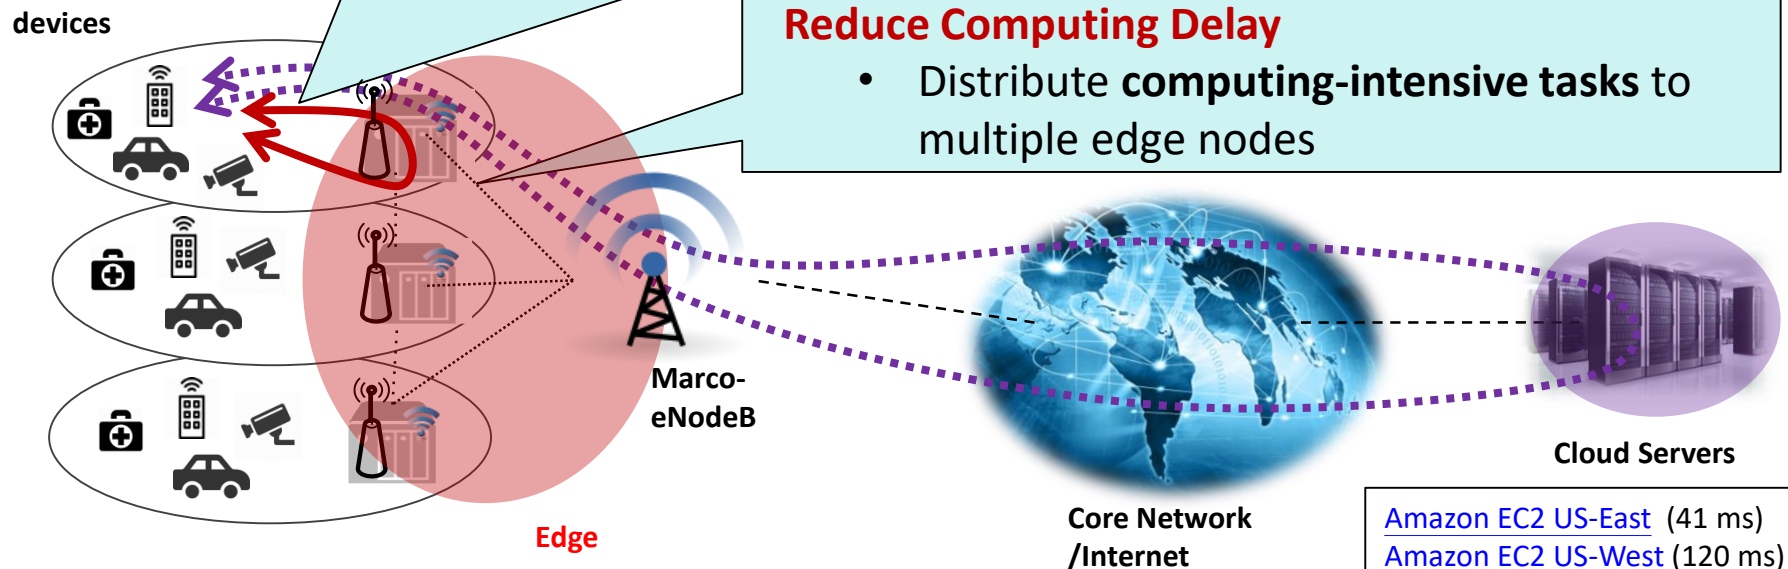 devices
Reduce Computing Delay
• Distribute computing-intensive tasks to
multiple edge nodes
Marco-
eNodeB
Cloud Servers
Core Network
/Internet
Edge
Amazon EC2 US-East (41 ms)
Amazon EC2 US-West (120 ms)